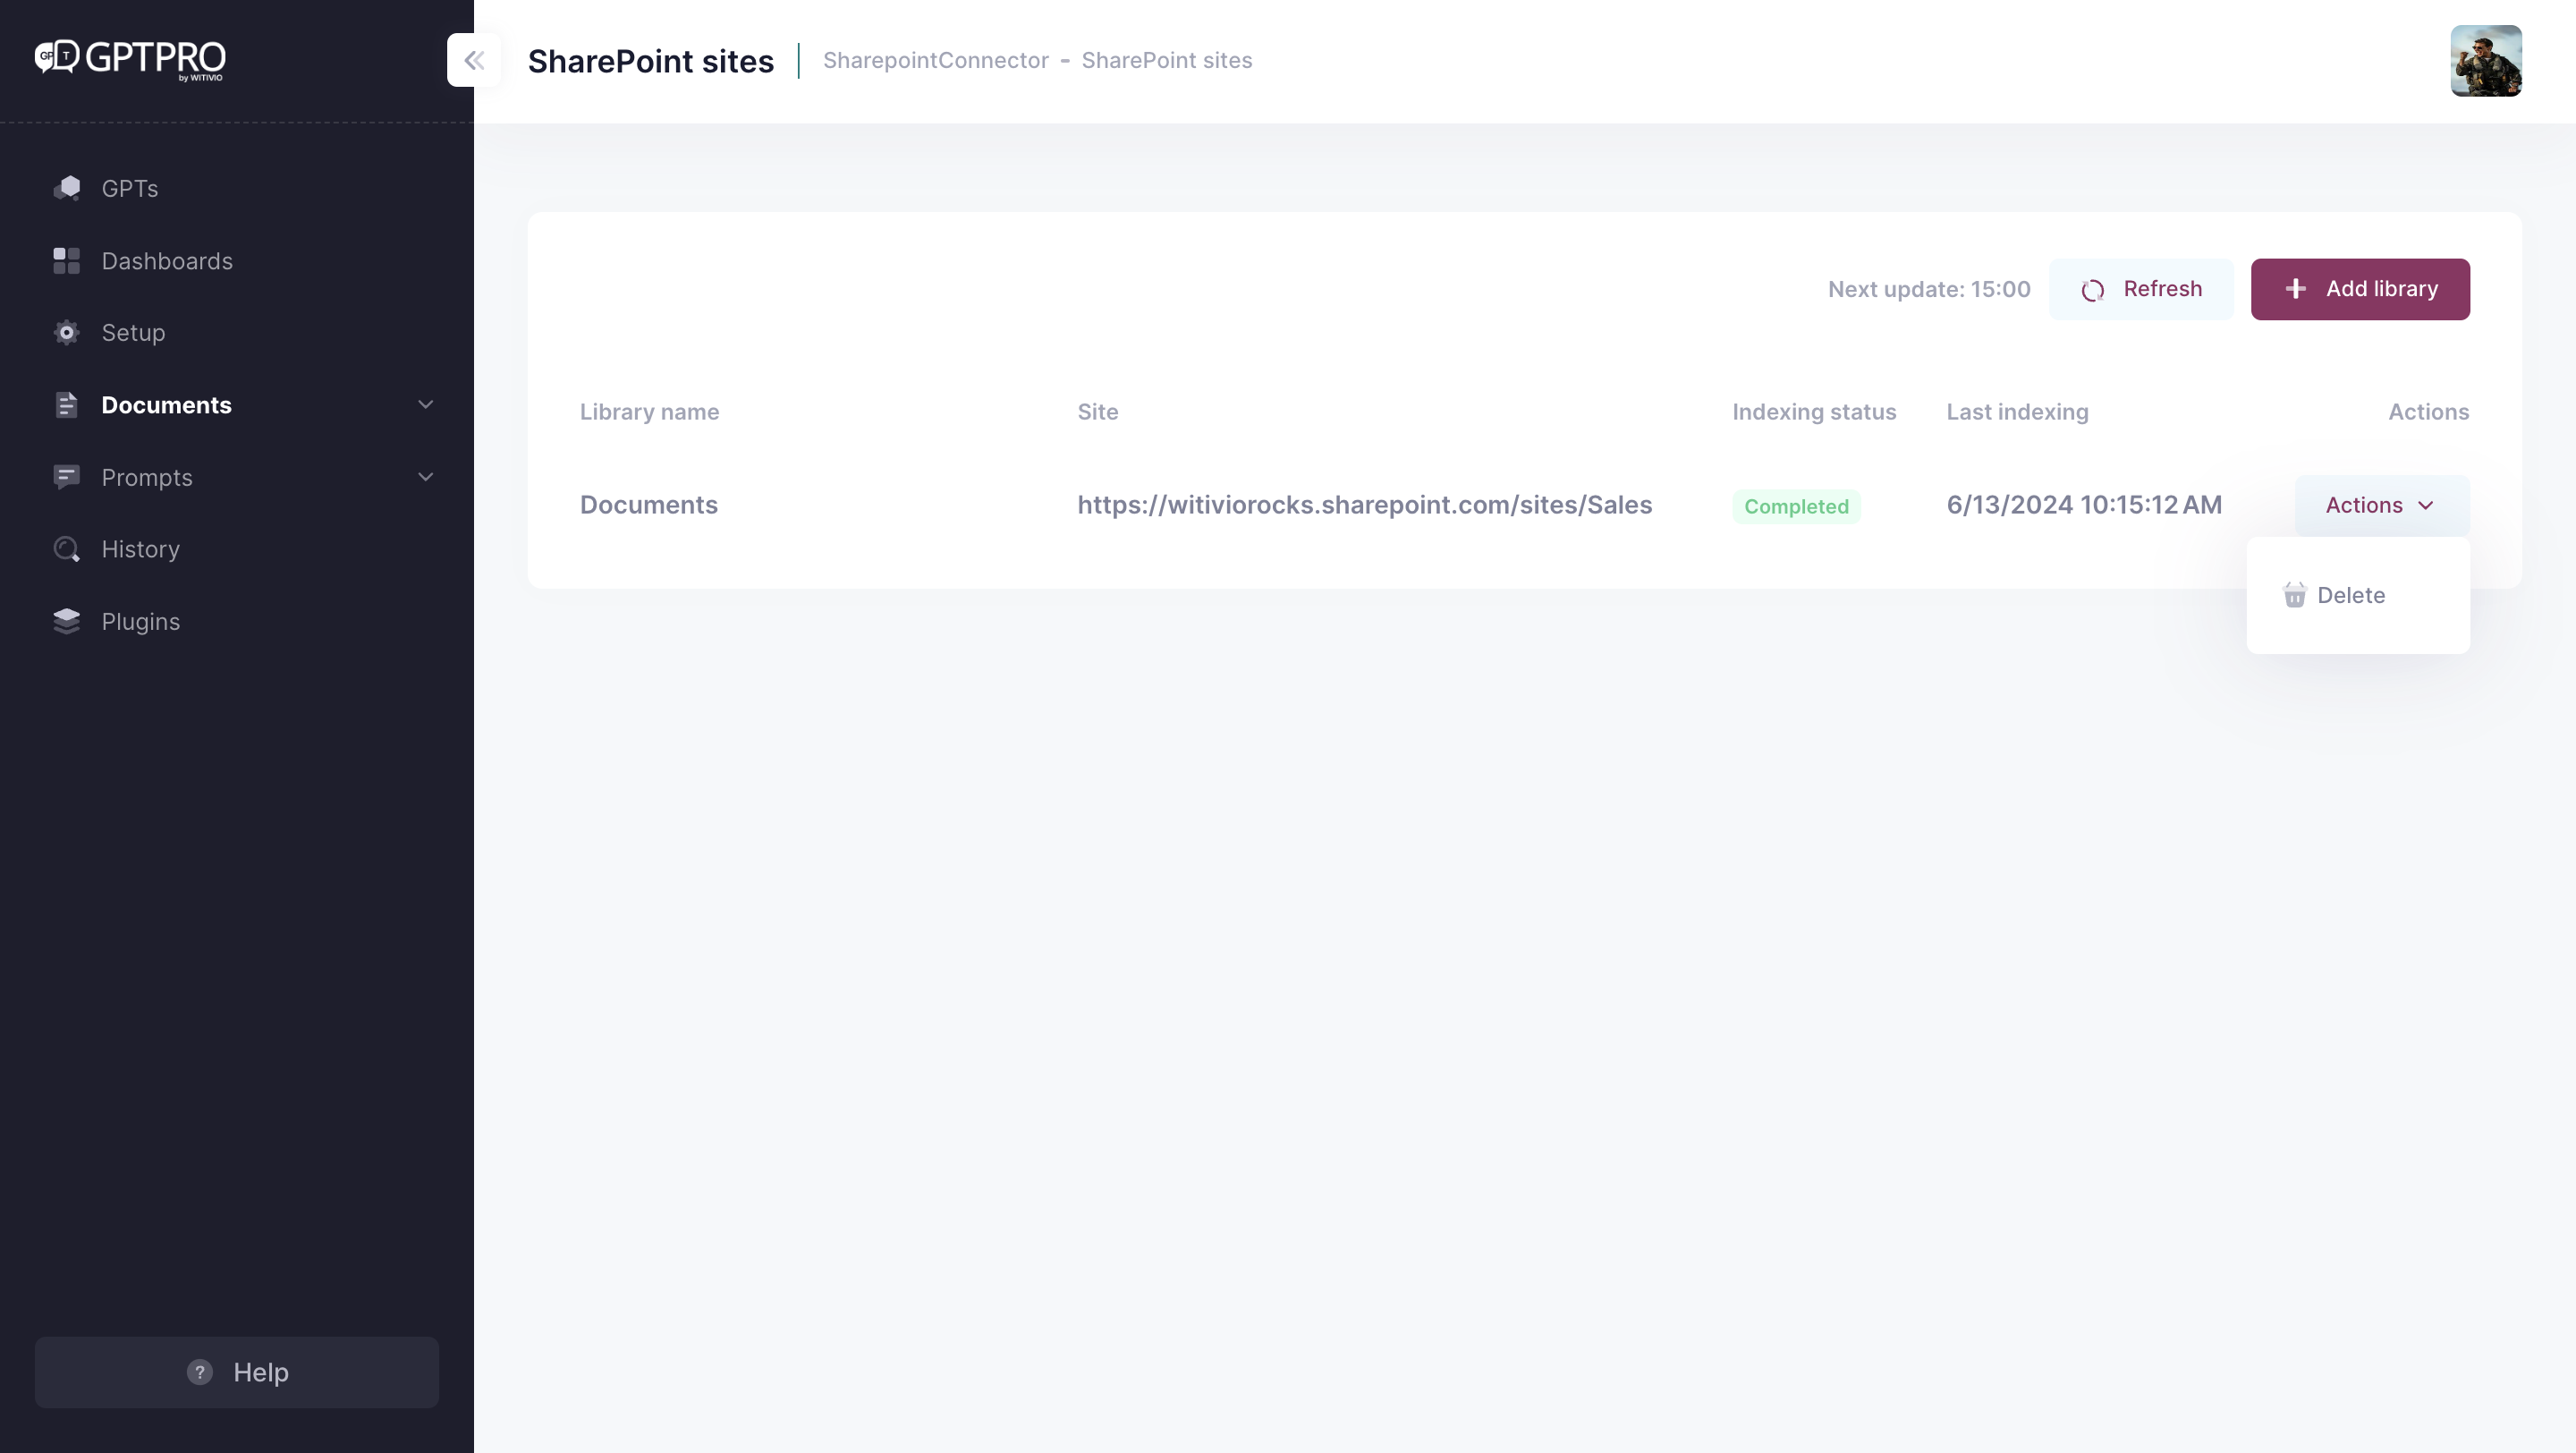 GPT GPTPRO
by WITIVIO
SharePoint sites
SharepointConnector - SharePoint sites
GPTs
Dashboards
Setup
Documents
Prompts
History
Plugins
? Help
Next update: 15:00
Refresh
Add library
Library name Site Indexing status Last indexing Actions
Documents https://witiviorocks.sharepoint.com/sites/Sales Completed 6/13/2024 10:15:12 AM Actions
Delete